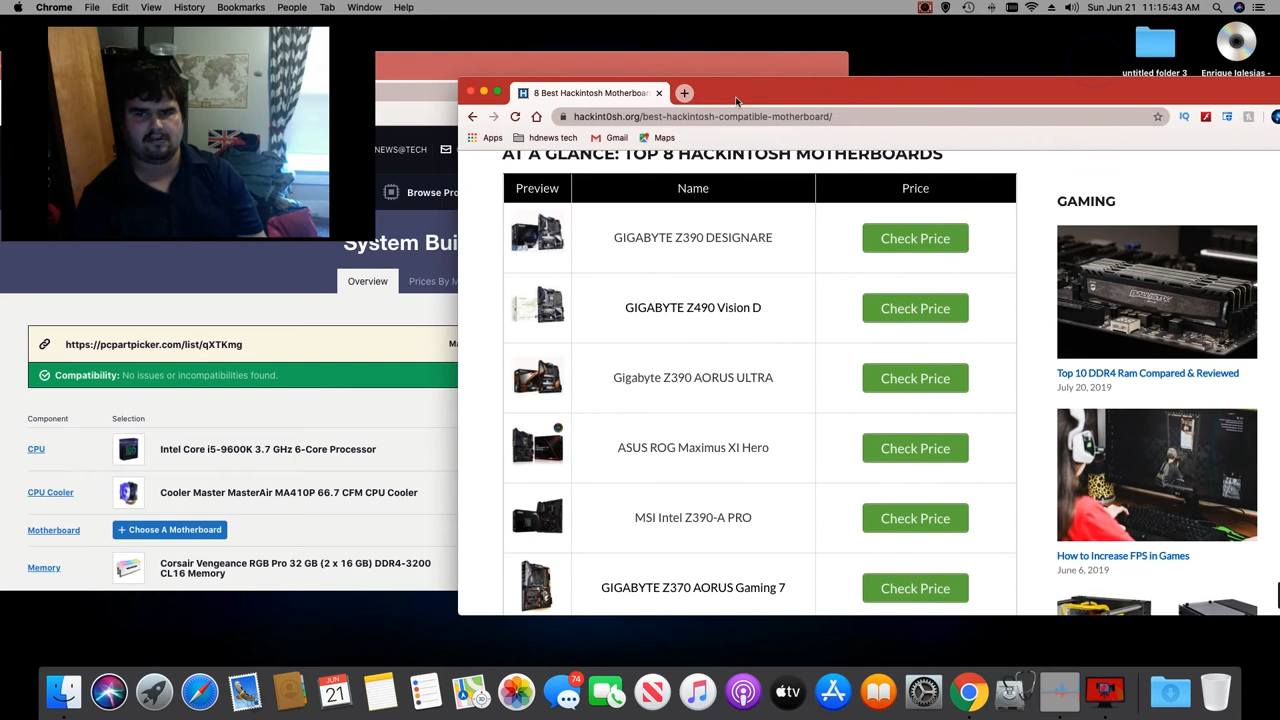 Chrome File Edit View History Bookmarks People Tab Window Help
Sun Jun 21 11:15:43 AM
untitled folder 3
Enrique Iglesias -
8 Best Hackintosh Motherboar
hackint0sh.org/best-hackintosh-compatible-motherboard/
Apps hdnews tech Gmail Maps
NEWS@TECH
Browse Pro
System Bui
Overview
Prices By M
https://pcpartpicker.com/list/qXTKmg
Ma
Compatibility: No issues or incompatibilities found.
Component Selection
CPU Intel Core i5-9600K 3.7 GHz 6-Core Processor
CPU Cooler Cooler Master MasterAir MA410P 66.7 CFM CPU Cooler
Motherboard + Choose A Motherboard
Memory Corsair Vengeance RGB Pro 32 GB (2 x 16 GB) DDR4-3200
CL16 Memory
AT A GLANCE: TOP 8 HACKINTOSH MOTHERBOARDS
Preview Name Price
GIGABYTE Z390 DESIGNARE Check Price
GIGABYTE Z490 Vision D Check Price
Gigabyte Z390 AORUS ULTRA Check Price
ASUS ROG Maximus XI Hero Check Price
MSI Intel Z390-A PRO Check Price
GIGABYTE Z370 AORUS Gaming 7 Check Price
GAMING
Top 10 DDR4 Ram Compared & Reviewed
July 20, 2019
How to Increase FPS in Games
June 6, 2019
JUN
21
74
tv